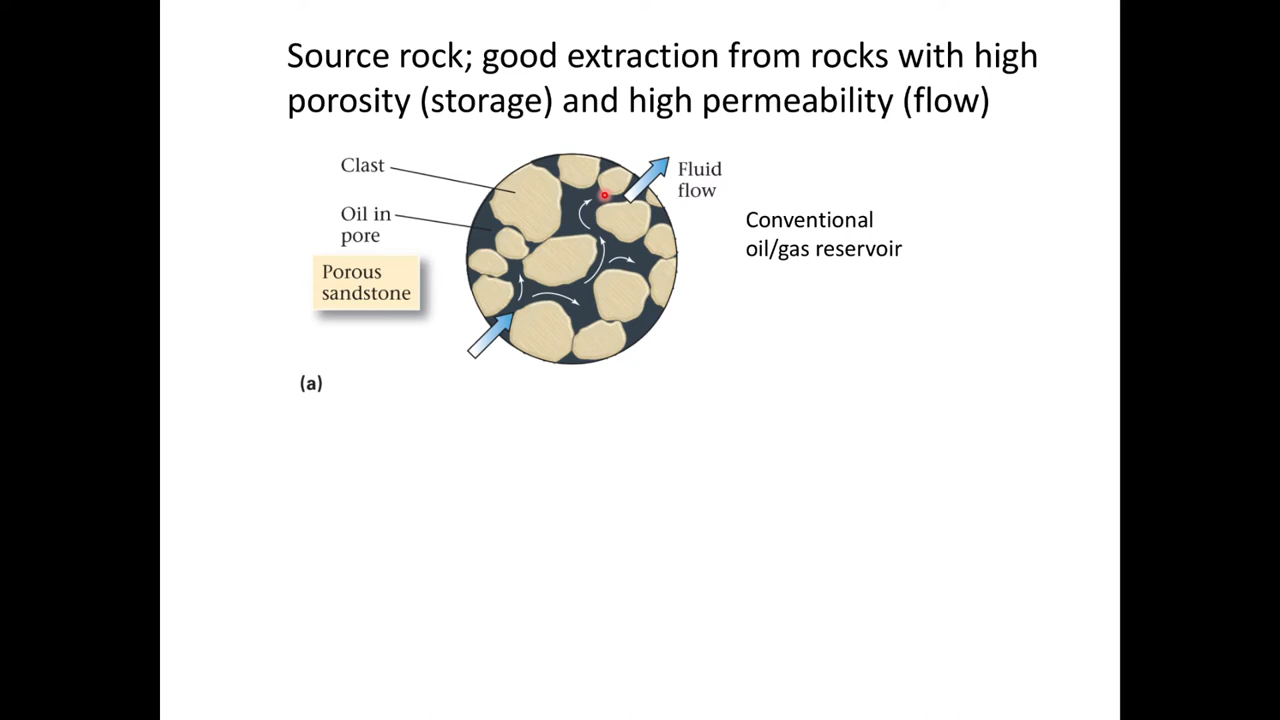 Source rock; good extraction from rocks with high
porosity (storage) and high permeability (flow)
Clast
Fluid
flow
Oil in
pore
Conventional
oil/gas reservoir
Porous
sandstone
(a)